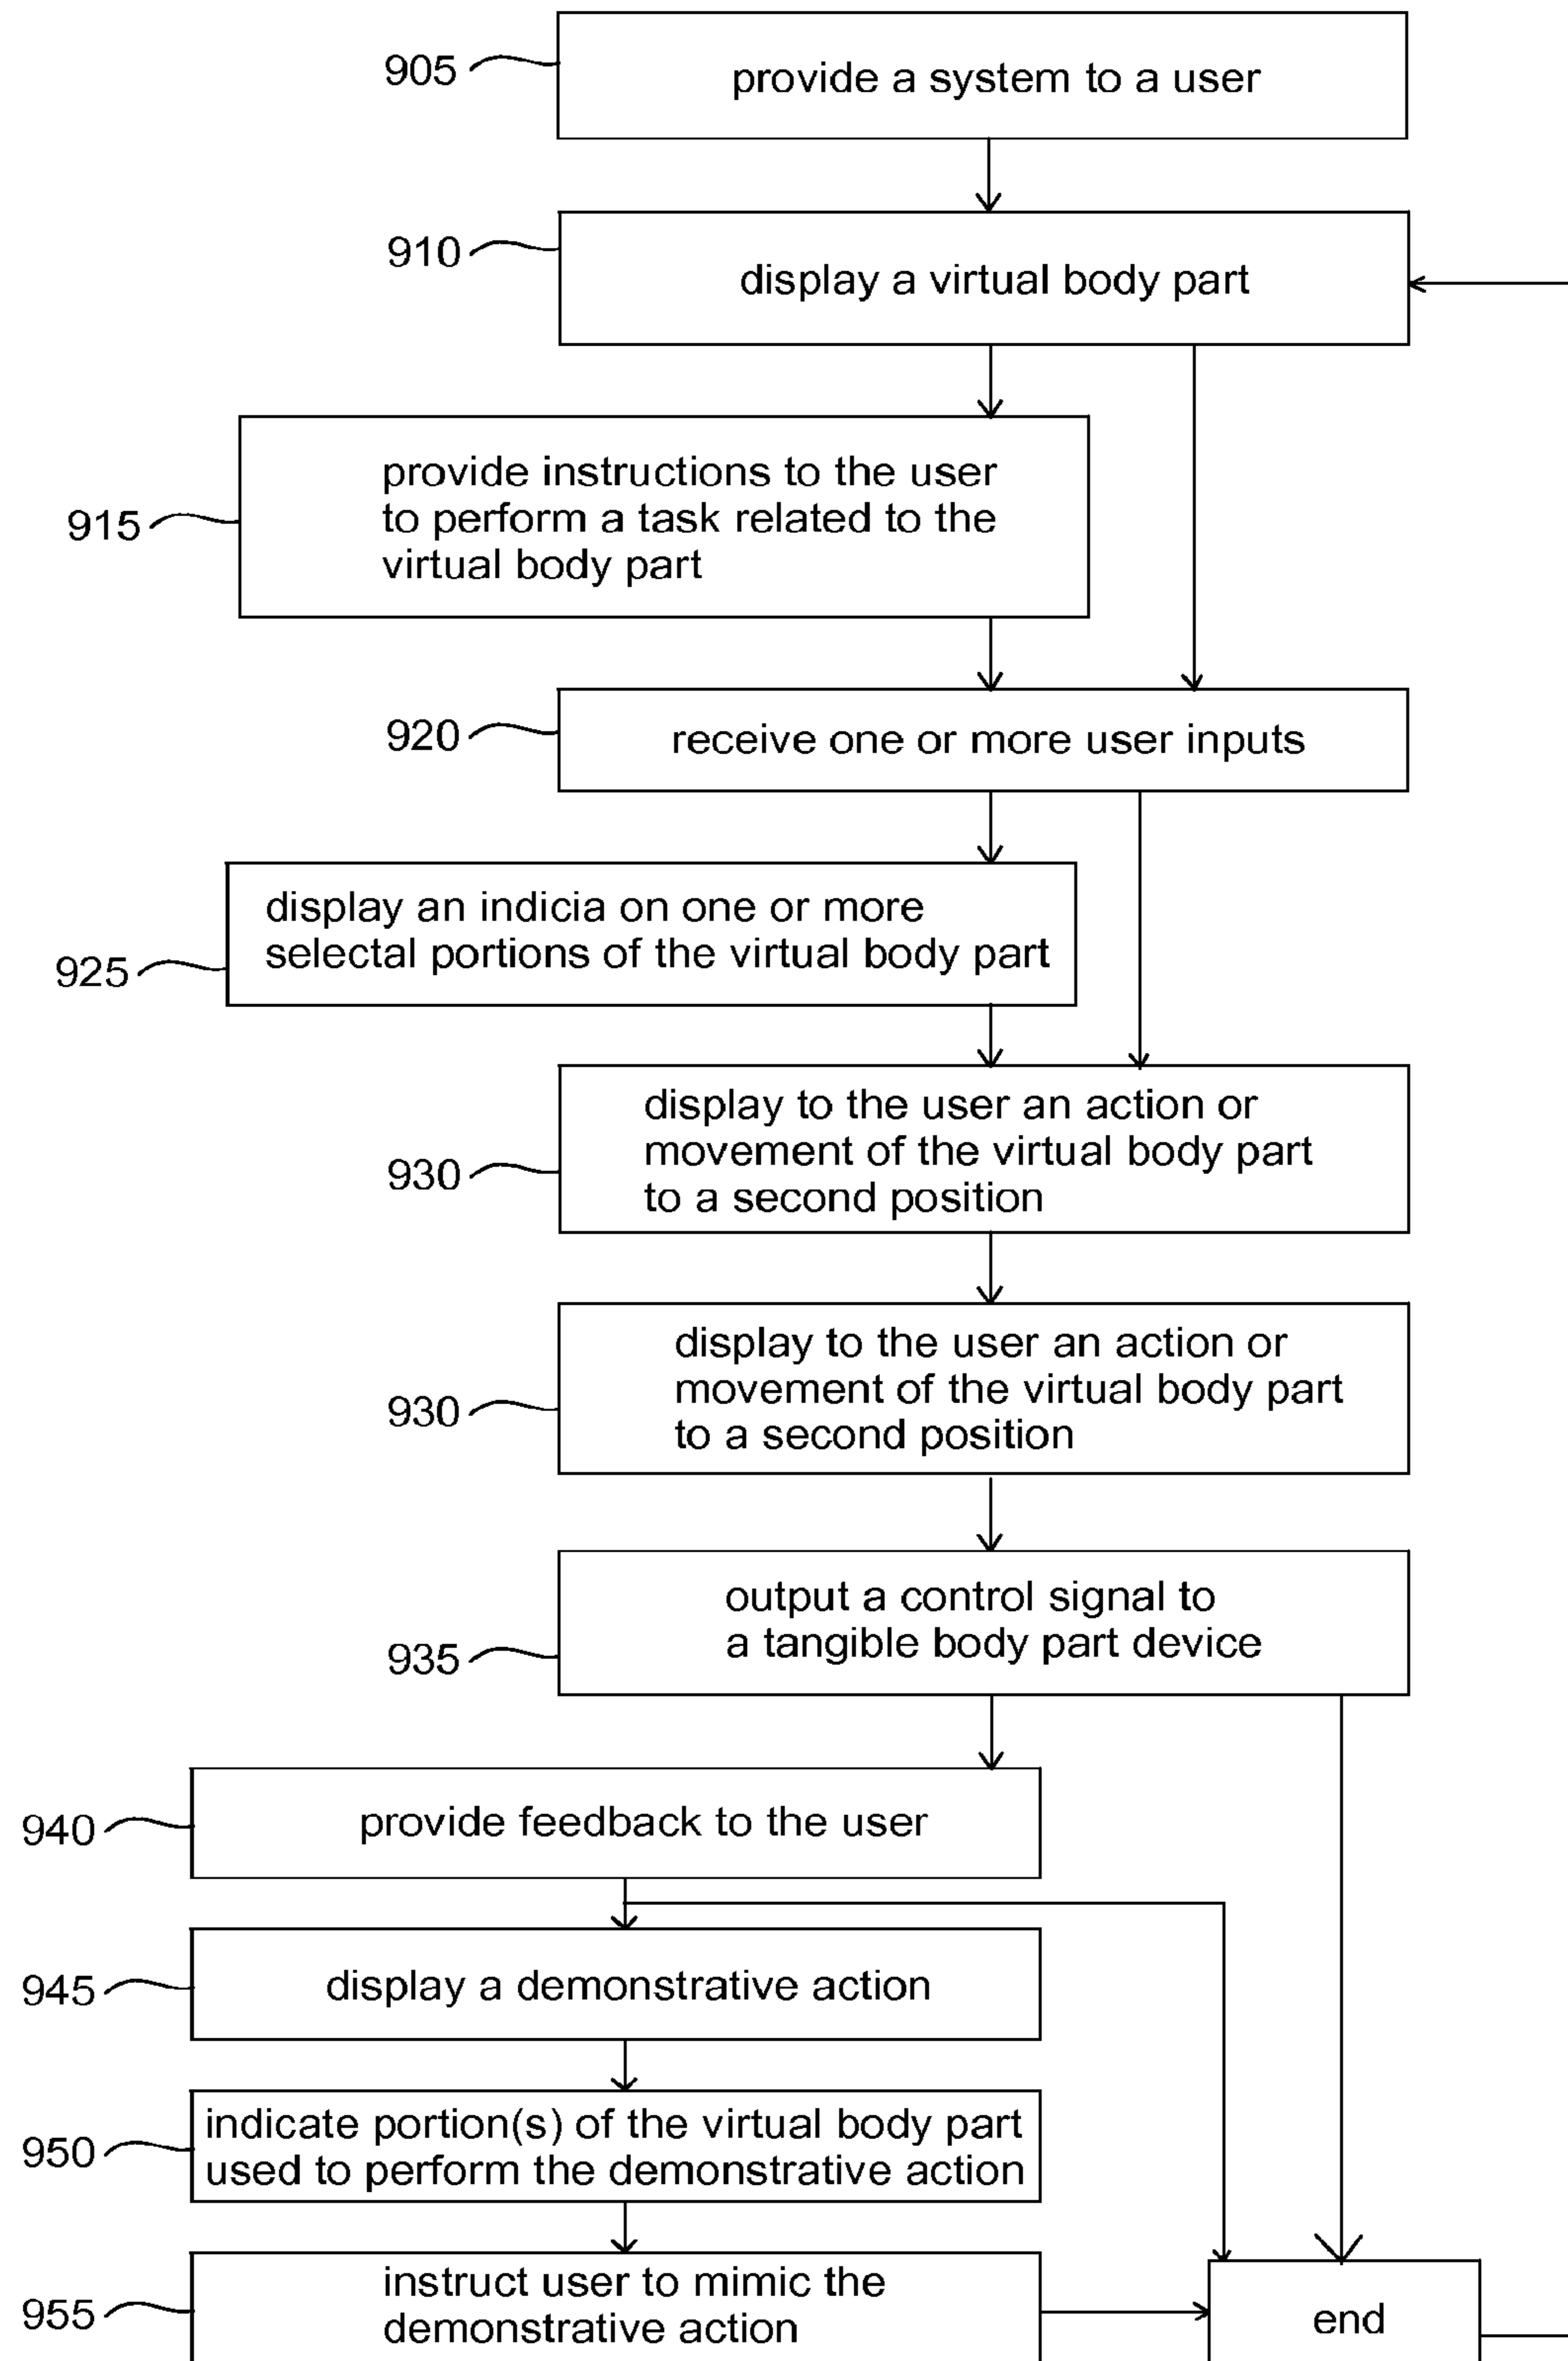 905
provide a system to a user
910
display a virtual body part
915
provide instructions to the user
to perform a task related to the
virtual body part
920
receive one or more user inputs
925
display an indicia on one or more
selectal portions of the virtual body part
930
display to the user an action or
movement of the virtual body part
to a second position
930
display to the user an action or
movement of the virtual body part
to a second position
935
output a control signal to
a tangible body part device
940
provide feedback to the user
945
display a demonstrative action
950
indicate portion(s) of the virtual body part
used to perform the demonstrative action
955
instruct user to mimic the
demonstrative action
end